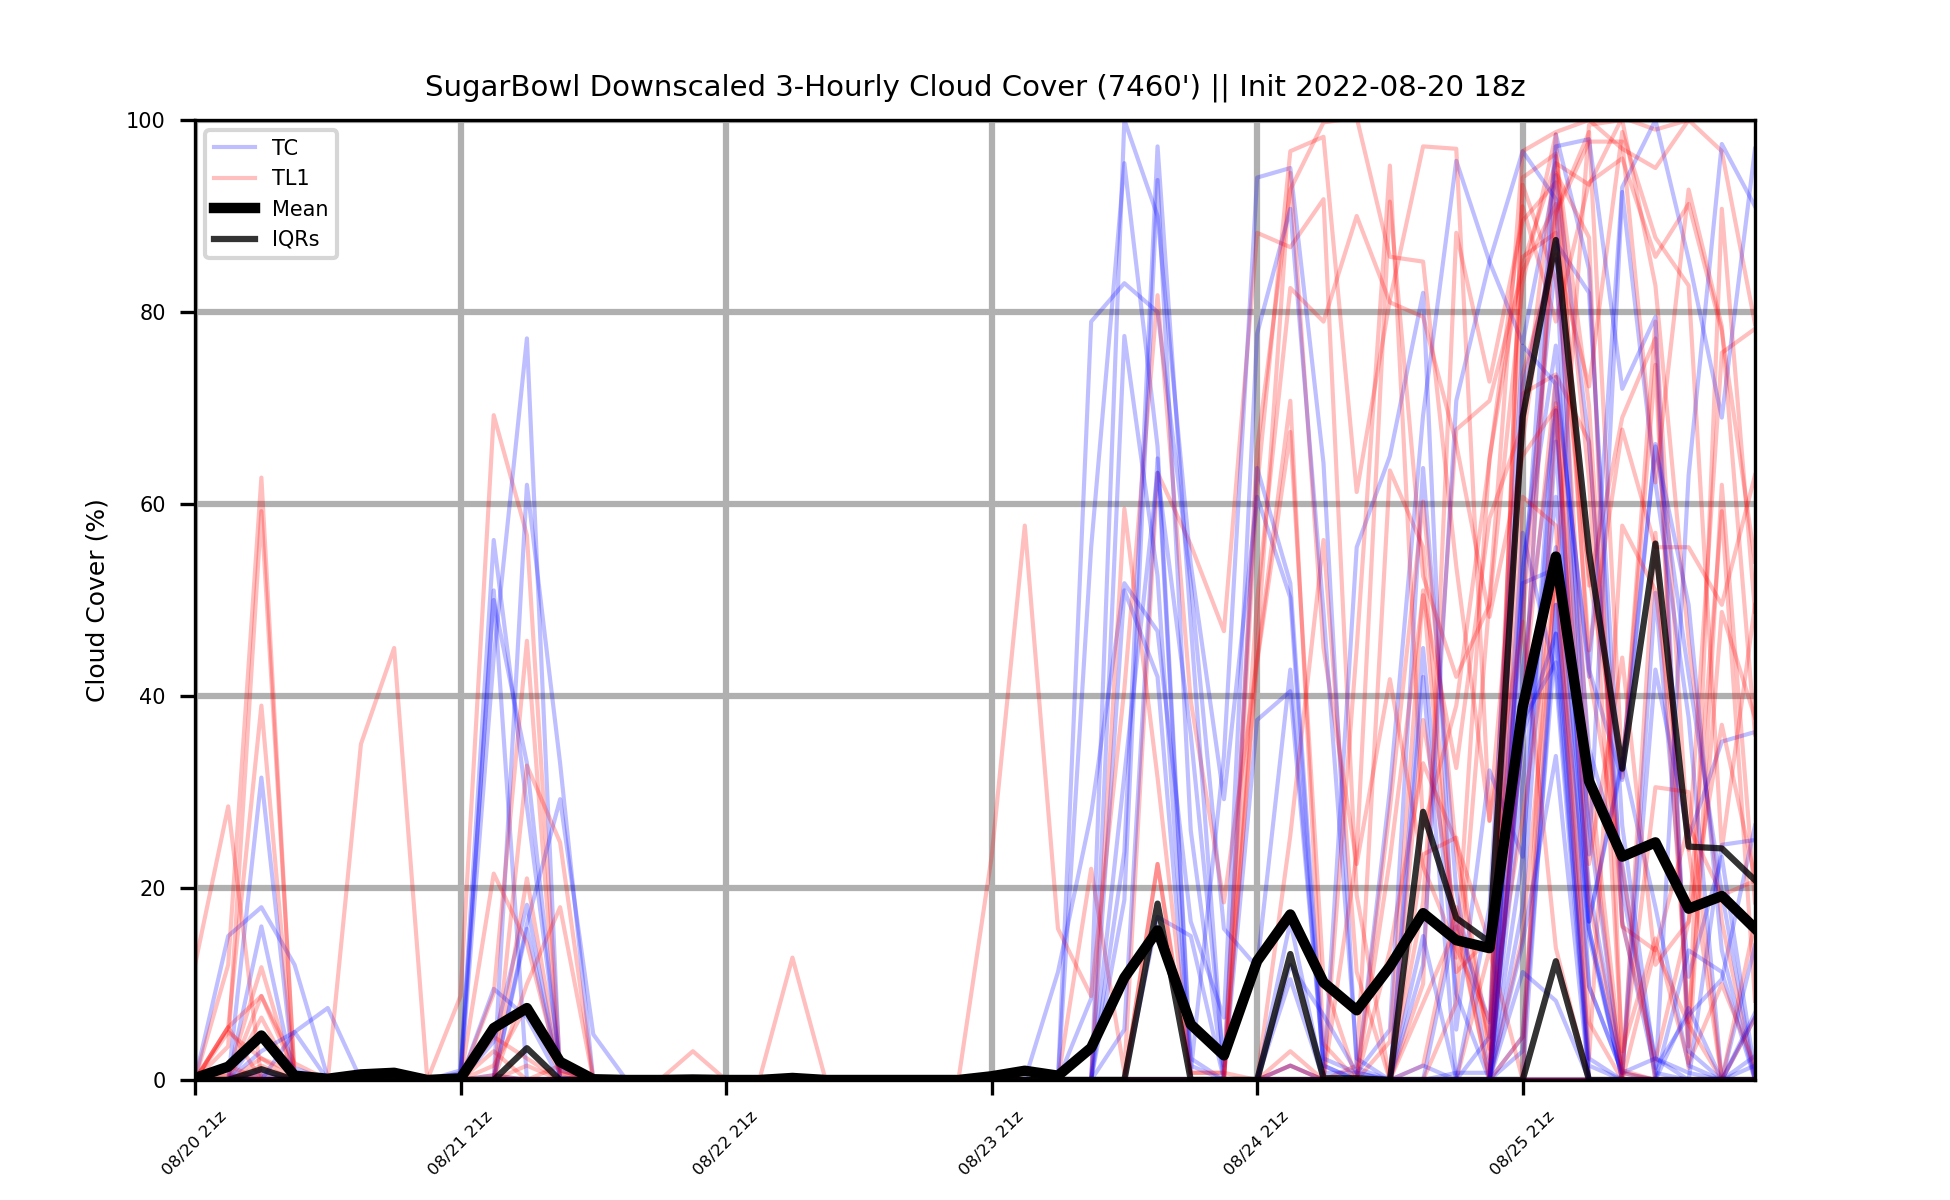 SugarBowl Downscaled 3-Hourly Cloud Cover (7460') || Init 2022-08-20 18z
100
80
60
40
20
0
Cloud Cover (%)
TC
TL1
Mean
IQRs
08/20 21z
08/21 21z
08/22 21z
08/23 21z
08/24 21z
08/25 21z